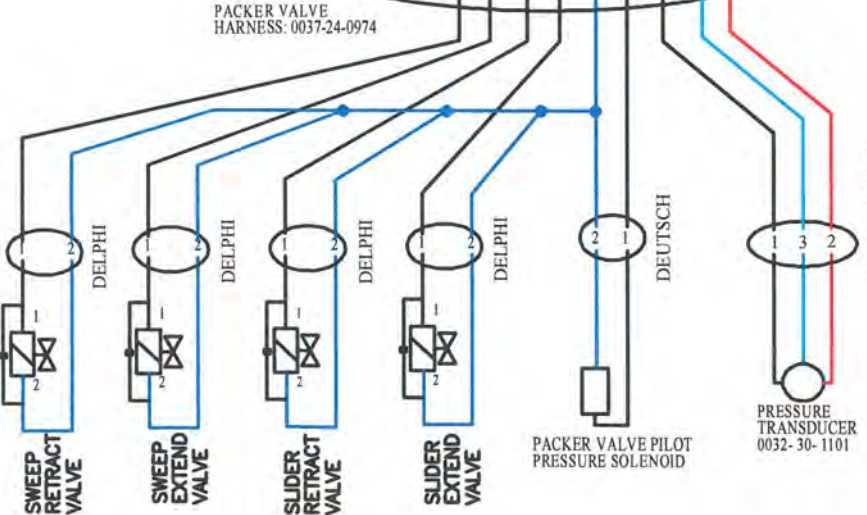 PACKER VALVE
HARNESS: 0037-24-0974
1 2
DELPHI
1 2
DELPHI
1 2
DELPHI
1 2
DELPHI
2 1
DEUTSCH
1 3 2
1
2
1
2
1
2
1
2
SWEEP
RETRACT
VALVE
SWEEP
EXTEND
VALVE
SLIDER
RETRACT
VALVE
SLIDER
EXTEND
VALVE
PACKER VALVE PILOT
PRESSURE SOLENOID
PRESSURE
TRANSDUCER
0032- 30- 1101